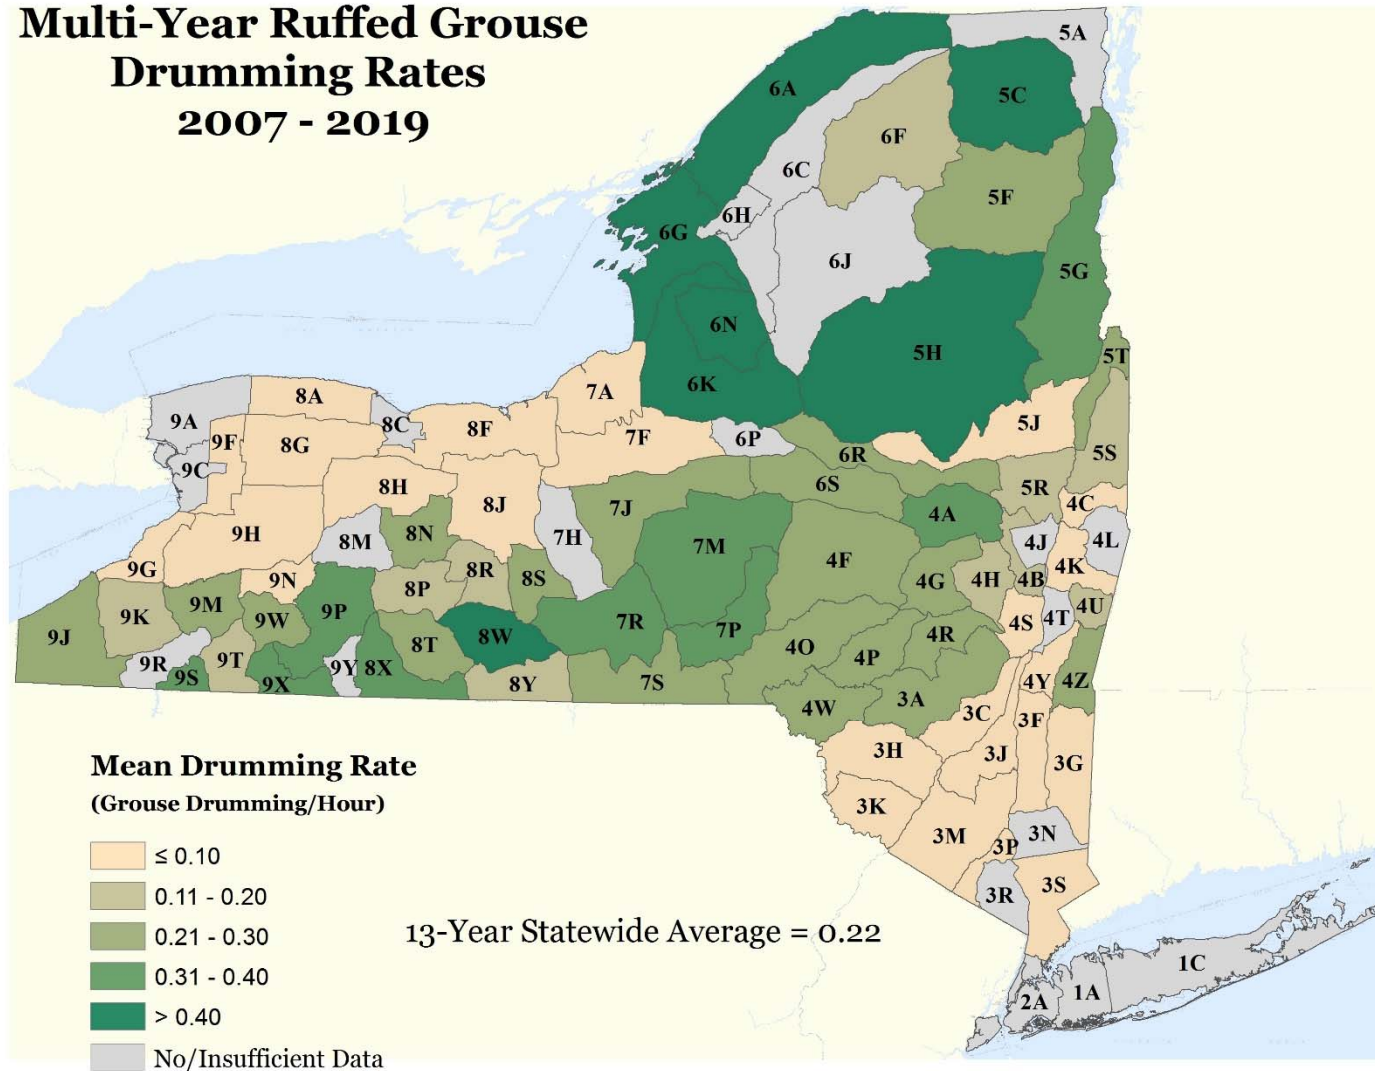 Multi-Year Ruffed Grouse
Drumming Rates
2007 - 2019
5A
6A
5C
6F
6C
5F
6H
6G
6J
5G
6N
5H
5T
6K
7A
8A
9A
8C
8F
5J
9F
8G
7F
6P
6R
9C
5S
6S
5R
8H
8J
7J
4C
4A
9H
8N
7H
7M
8M
4J
4L
4F
9G
9N
8R
8S
4G
4H
4B
4K
8P
9K
9M
9P
4U
9W
7R
4S
4T
9J
8T
8W
7P
4R
4O
4P
9R
9T
9Y
8X
9S
9X
8Y
7S
4Y
4Z
4W
3A
3C
3F
3H
3J
3G
3K
3M
3N
3P
3R
3S
1C
1A
2A
Mean Drumming Rate
(Grouse Drumming/Hour)
≤ 0.10
0.11 - 0.20
0.21 - 0.30
0.31 - 0.40
> 0.40
No/Insufficient Data
13-Year Statewide Average = 0.22